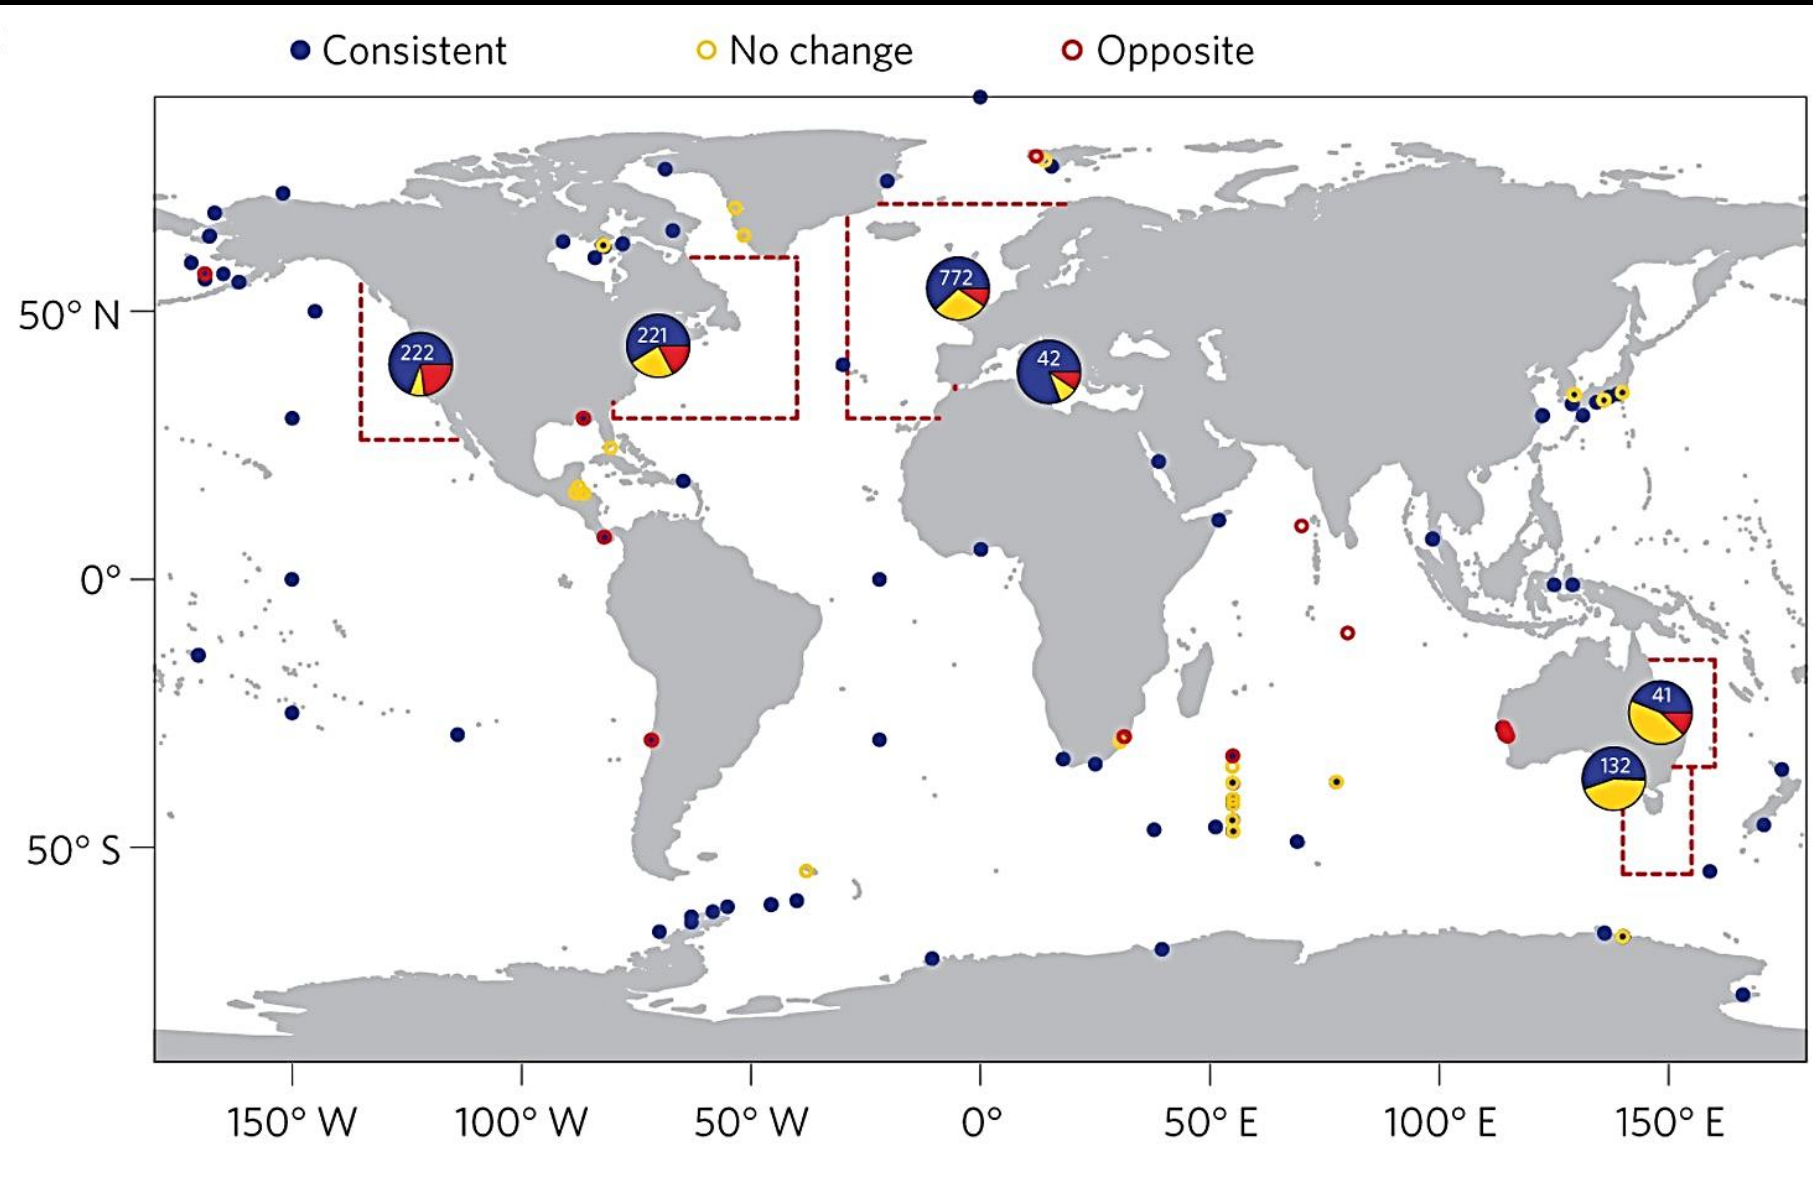 Consistent No change Opposite
772
50° N
222 221 42
0°
41
132
50° S
150° W 100° W 50° W 0° 50° E 100° E 150° E